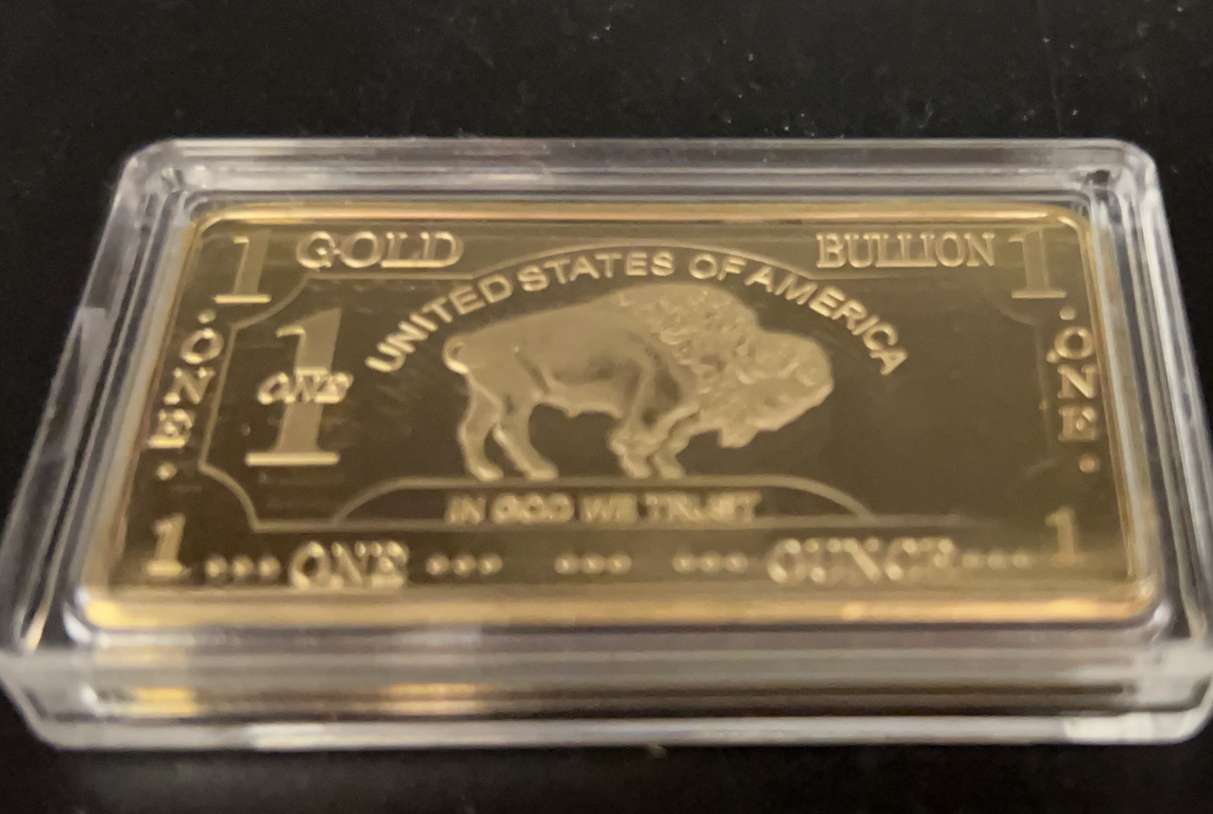 1 GOLD BULLION 1
UNITED STATES OF AMERICA
ONE
1
ONE
ONE
IN GOD WE TRUST
1 ONE OUNCE 1